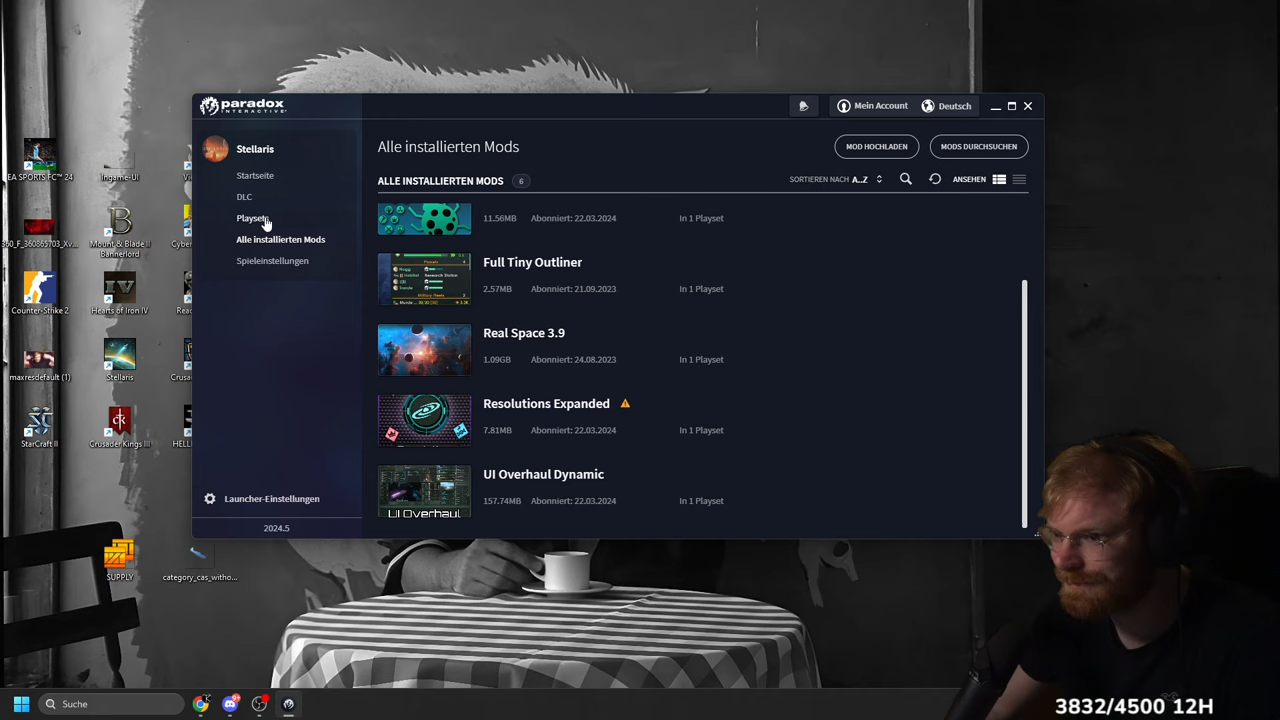 paradox
INTERACTIVE
Mein Account
Deutsch
Stellaris
Startseite
DLC
Playsets
Alle installierten Mods
Spieleinstellungen
Launcher-Einstellungen
2024.5
Alle installierten Mods
MOD HOCHLADEN
MODS DURCHSUCHEN
ALLE INSTALLIERTEN MODS
6
SORTIEREN NACH A..Z
ANSEHEN
11.56MB Abonniert: 22.03.2024 In 1 Playset
Full Tiny Outliner
2.57MB Abonniert: 21.09.2023 In 1 Playset
Real Space 3.9
1.09GB Abonniert: 24.08.2023 In 1 Playset
Resolutions Expanded
7.81MB Abonniert: 22.03.2024 In 1 Playset
UI Overhaul Dynamic
157.74MB Abonniert: 22.03.2024 In 1 Playset
UI Overhaul
EA SPORTS FC™ 24
Ingame-UI
360_F_360865703_Xv...
Mount & Blade II
Bannerlord
Cyber
Counter-Strike 2
Hearts of Iron IV
maxresdefault (1)
Stellaris
StarCraft II
Crusader Kings III
HELL
SUPPLY
category_cas_witho...
Suche
3832/4500 12H